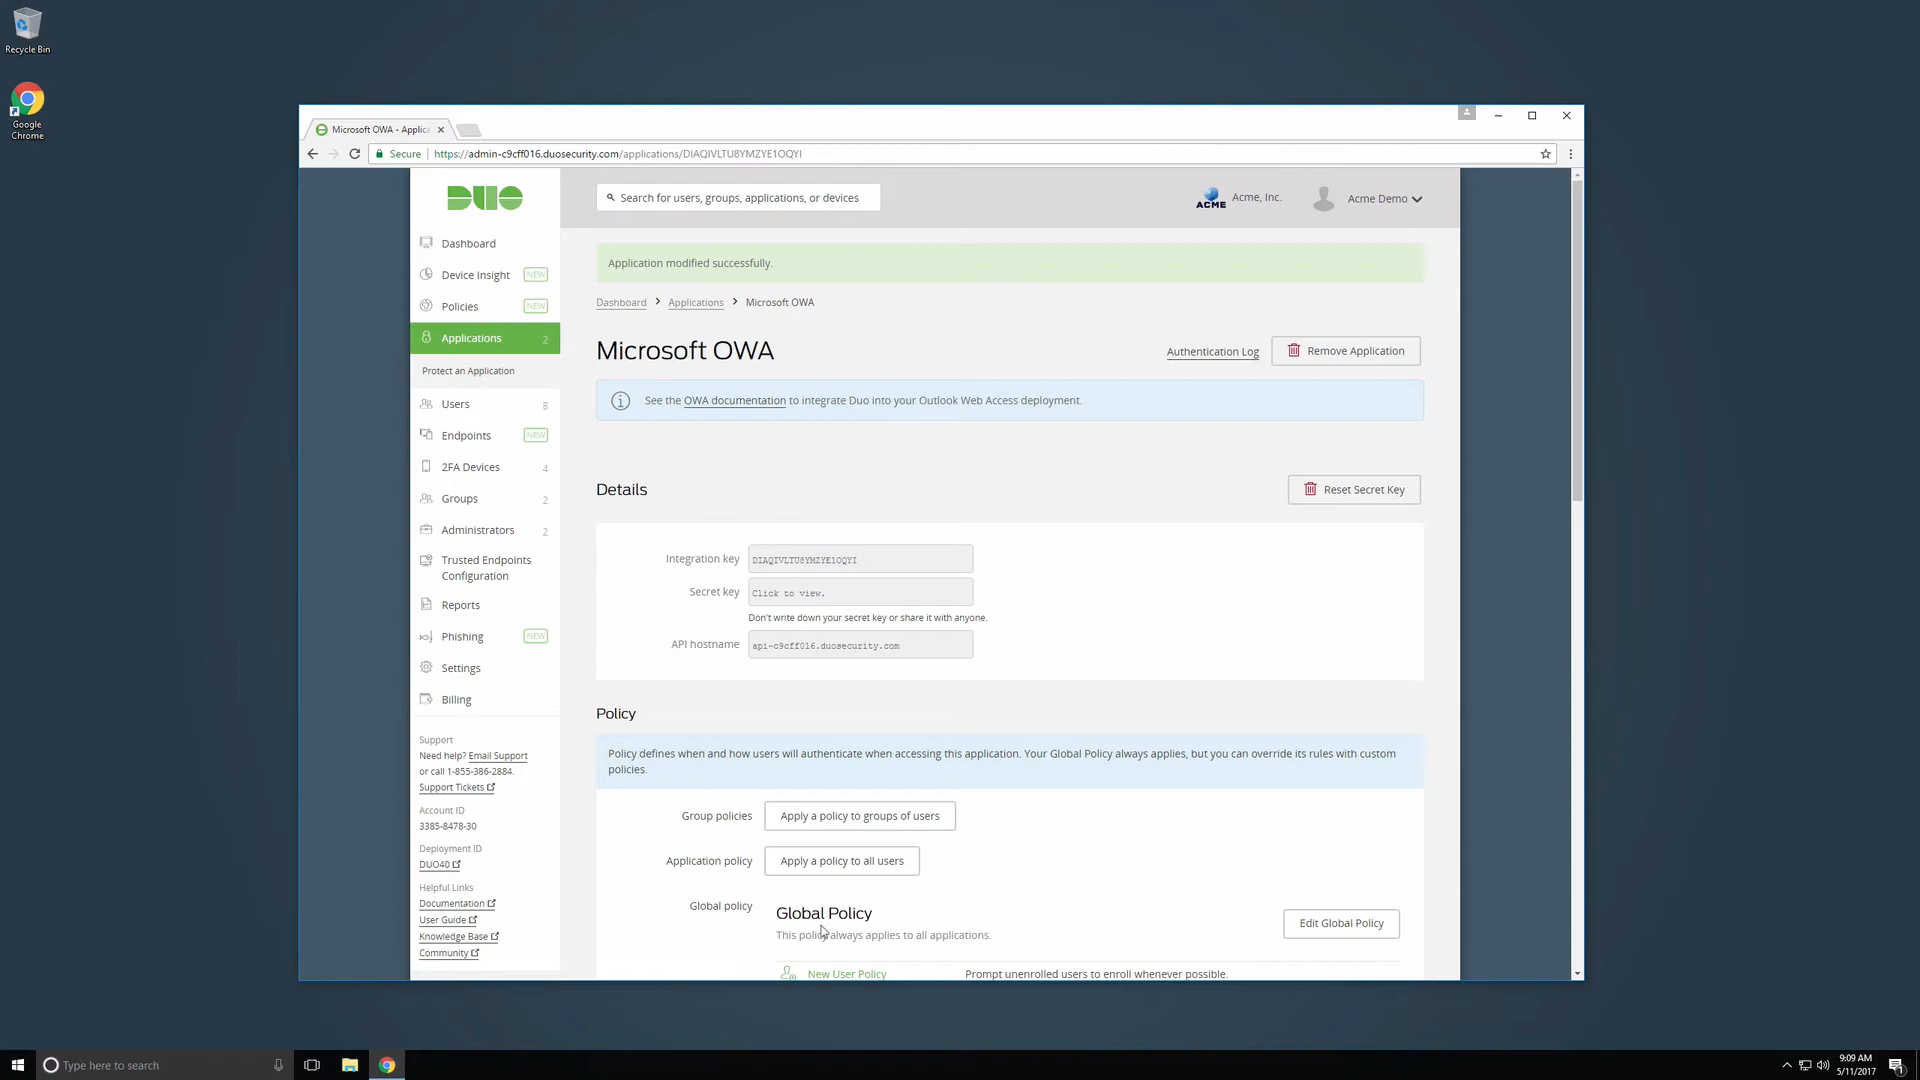 Recycle Bin
Google
Chrome
Microsoft OWA - Applica
Secure
https://admin-c9cff016.duosecurity.com/applications/DIAQIVLTU8YMZYE1OQYI
DUO
Search for users, groups, applications, or devices
ACME
Acme, Inc.
Acme Demo
Dashboard
Device Insight NEW
Policies NEW
Applications 2
Protect an Application
Users 8
Endpoints NEW
2FA Devices 4
Groups 2
Administrators 2
Trusted Endpoints
Configuration
Reports
Phishing NEW
Settings
Billing
Support
Need help? Email Support
or call 1-855-386-2884.
Support Tickets
Account ID
3385-8478-30
Deployment ID
DUO40
Helpful Links
Documentation
User Guide
Knowledge Base
Community
Application modified successfully.
Dashboard > Applications > Microsoft OWA
Microsoft OWA
Authentication Log
Remove Application
See the OWA documentation to integrate Duo into your Outlook Web Access deployment.
Details
Reset Secret Key
Integration key DIAQIVLTU8YMZYE1OQYI
Secret key Click to view.
Don't write down your secret key or share it with anyone.
API hostname api-c9cff016.duosecurity.com
Policy
Policy defines when and how users will authenticate when accessing this application. Your Global Policy always applies, but you can override its rules with custom
policies.
Group policies Apply a policy to groups of users
Application policy Apply a policy to all users
Global policy Global Policy
Edit Global Policy
This policy always applies to all applications.
New User Policy Prompt unenrolled users to enroll whenever possible.
Type here to search
9:09 AM
5/11/2017
1